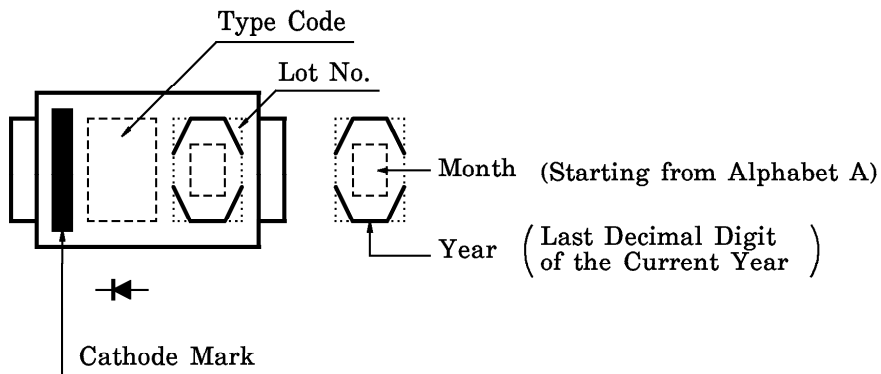 Type Code
Lot No.
Month (Starting from Alphabet A)
Year (Last Decimal Digit
of the Current Year)
Cathode Mark